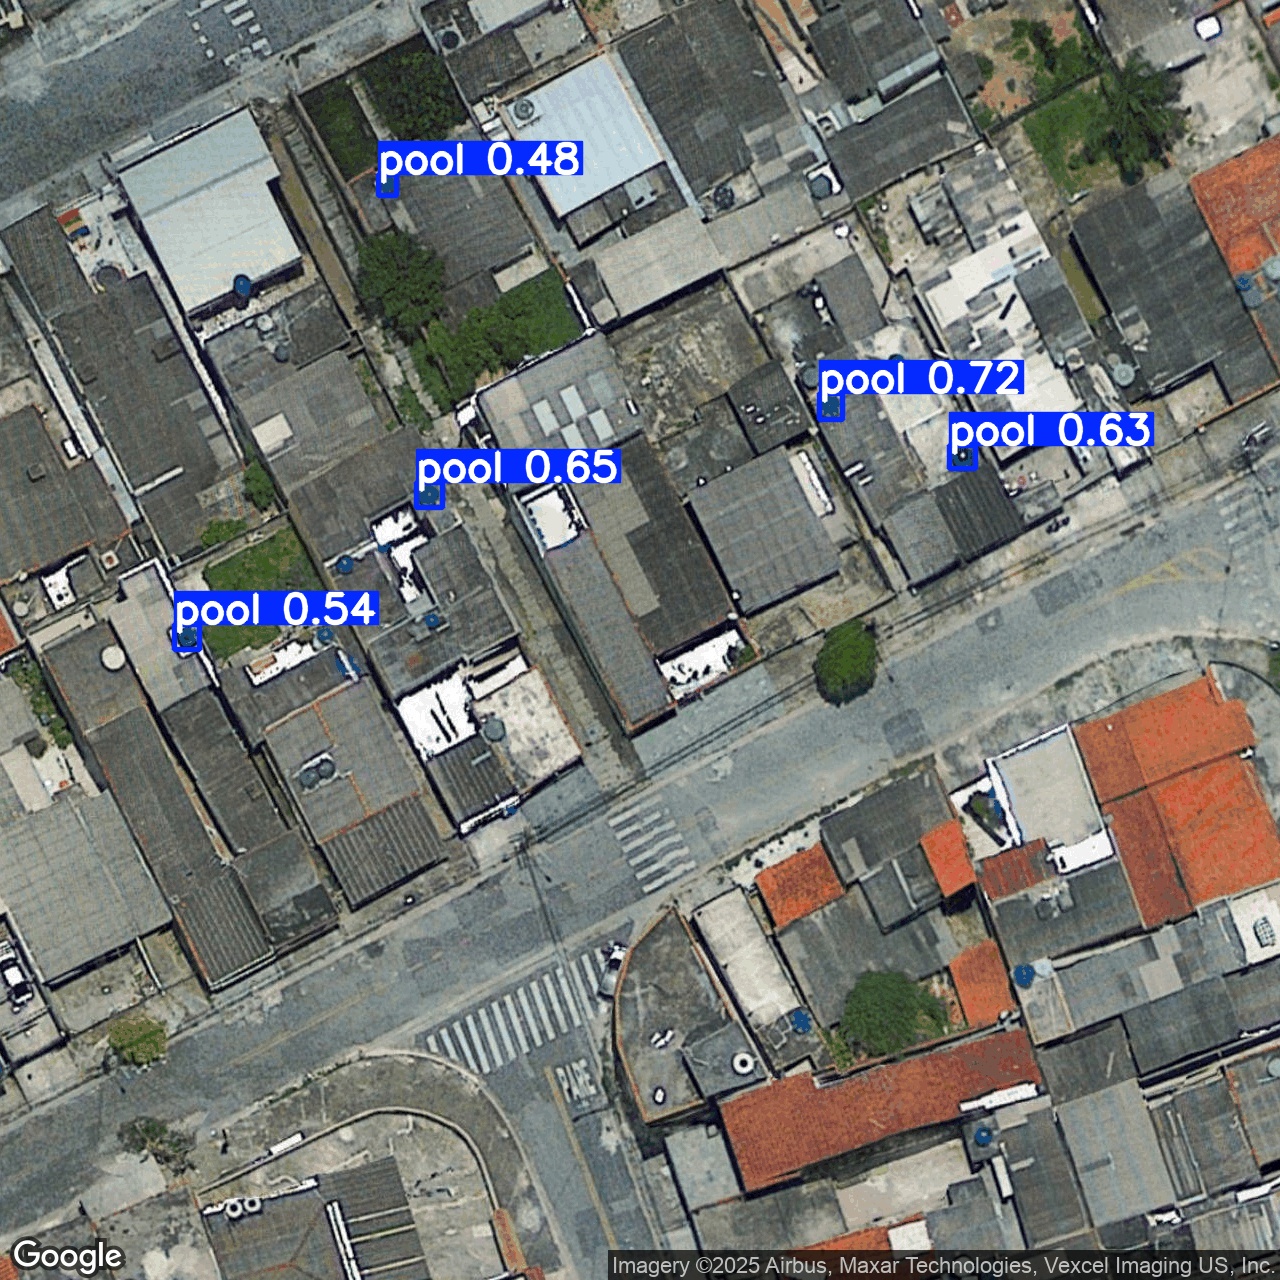 pool 0.48
pool 0.72
pool 0.63
pool 0.65
pool 0.54
PARE
Google
Imagery ©2025 Airbus, Maxar Technologies, Vexcel Imaging US, Inc.